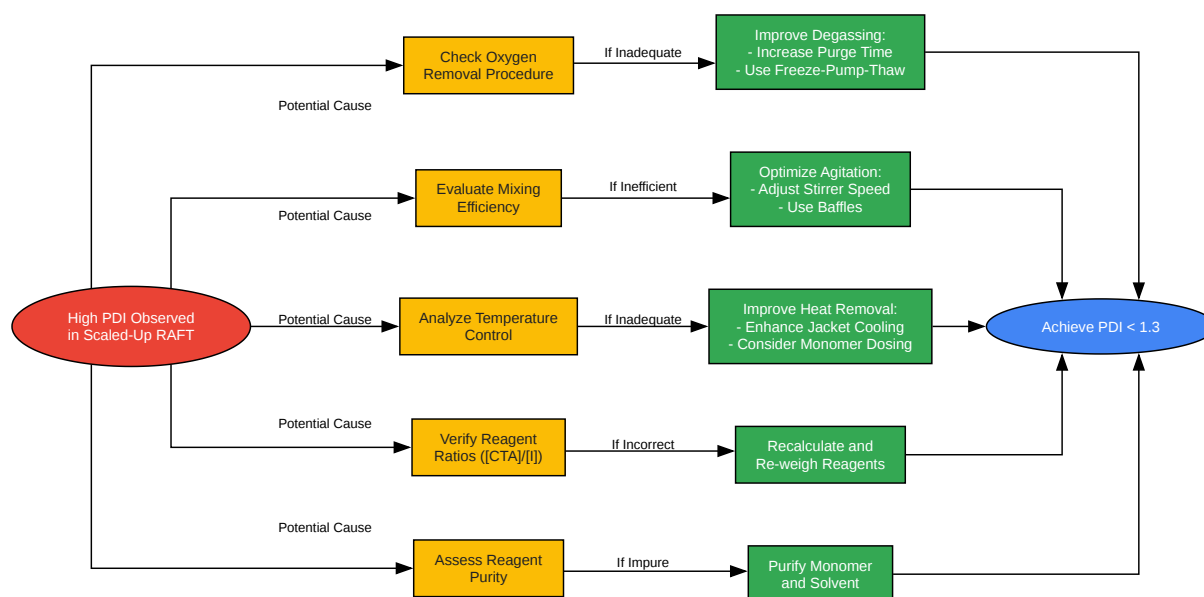 Check Oxygen
Removal Procedure
If Inadequate
Improve Degassing:
- Increase Purge Time
- Use Freeze-Pump-Thaw
Potential Cause
Evaluate Mixing
Efficiency
If Inefficient
Optimize Agitation:
- Adjust Stirrer Speed
- Use Baffles
Potential Cause
High PDI Observed
in Scaled-Up RAFT
Potential Cause
Analyze Temperature
Control
If Inadequate
Improve Heat Removal:
- Enhance Jacket Cooling
- Consider Monomer Dosing
Achieve PDI < 1.3
Potential Cause
Verify Reagent
Ratios ([CTA]/[I])
If Incorrect
Recalculate and
Re-weigh Reagents
Potential Cause
Assess Reagent
Purity
If Impure
Purify Monomer
and Solvent